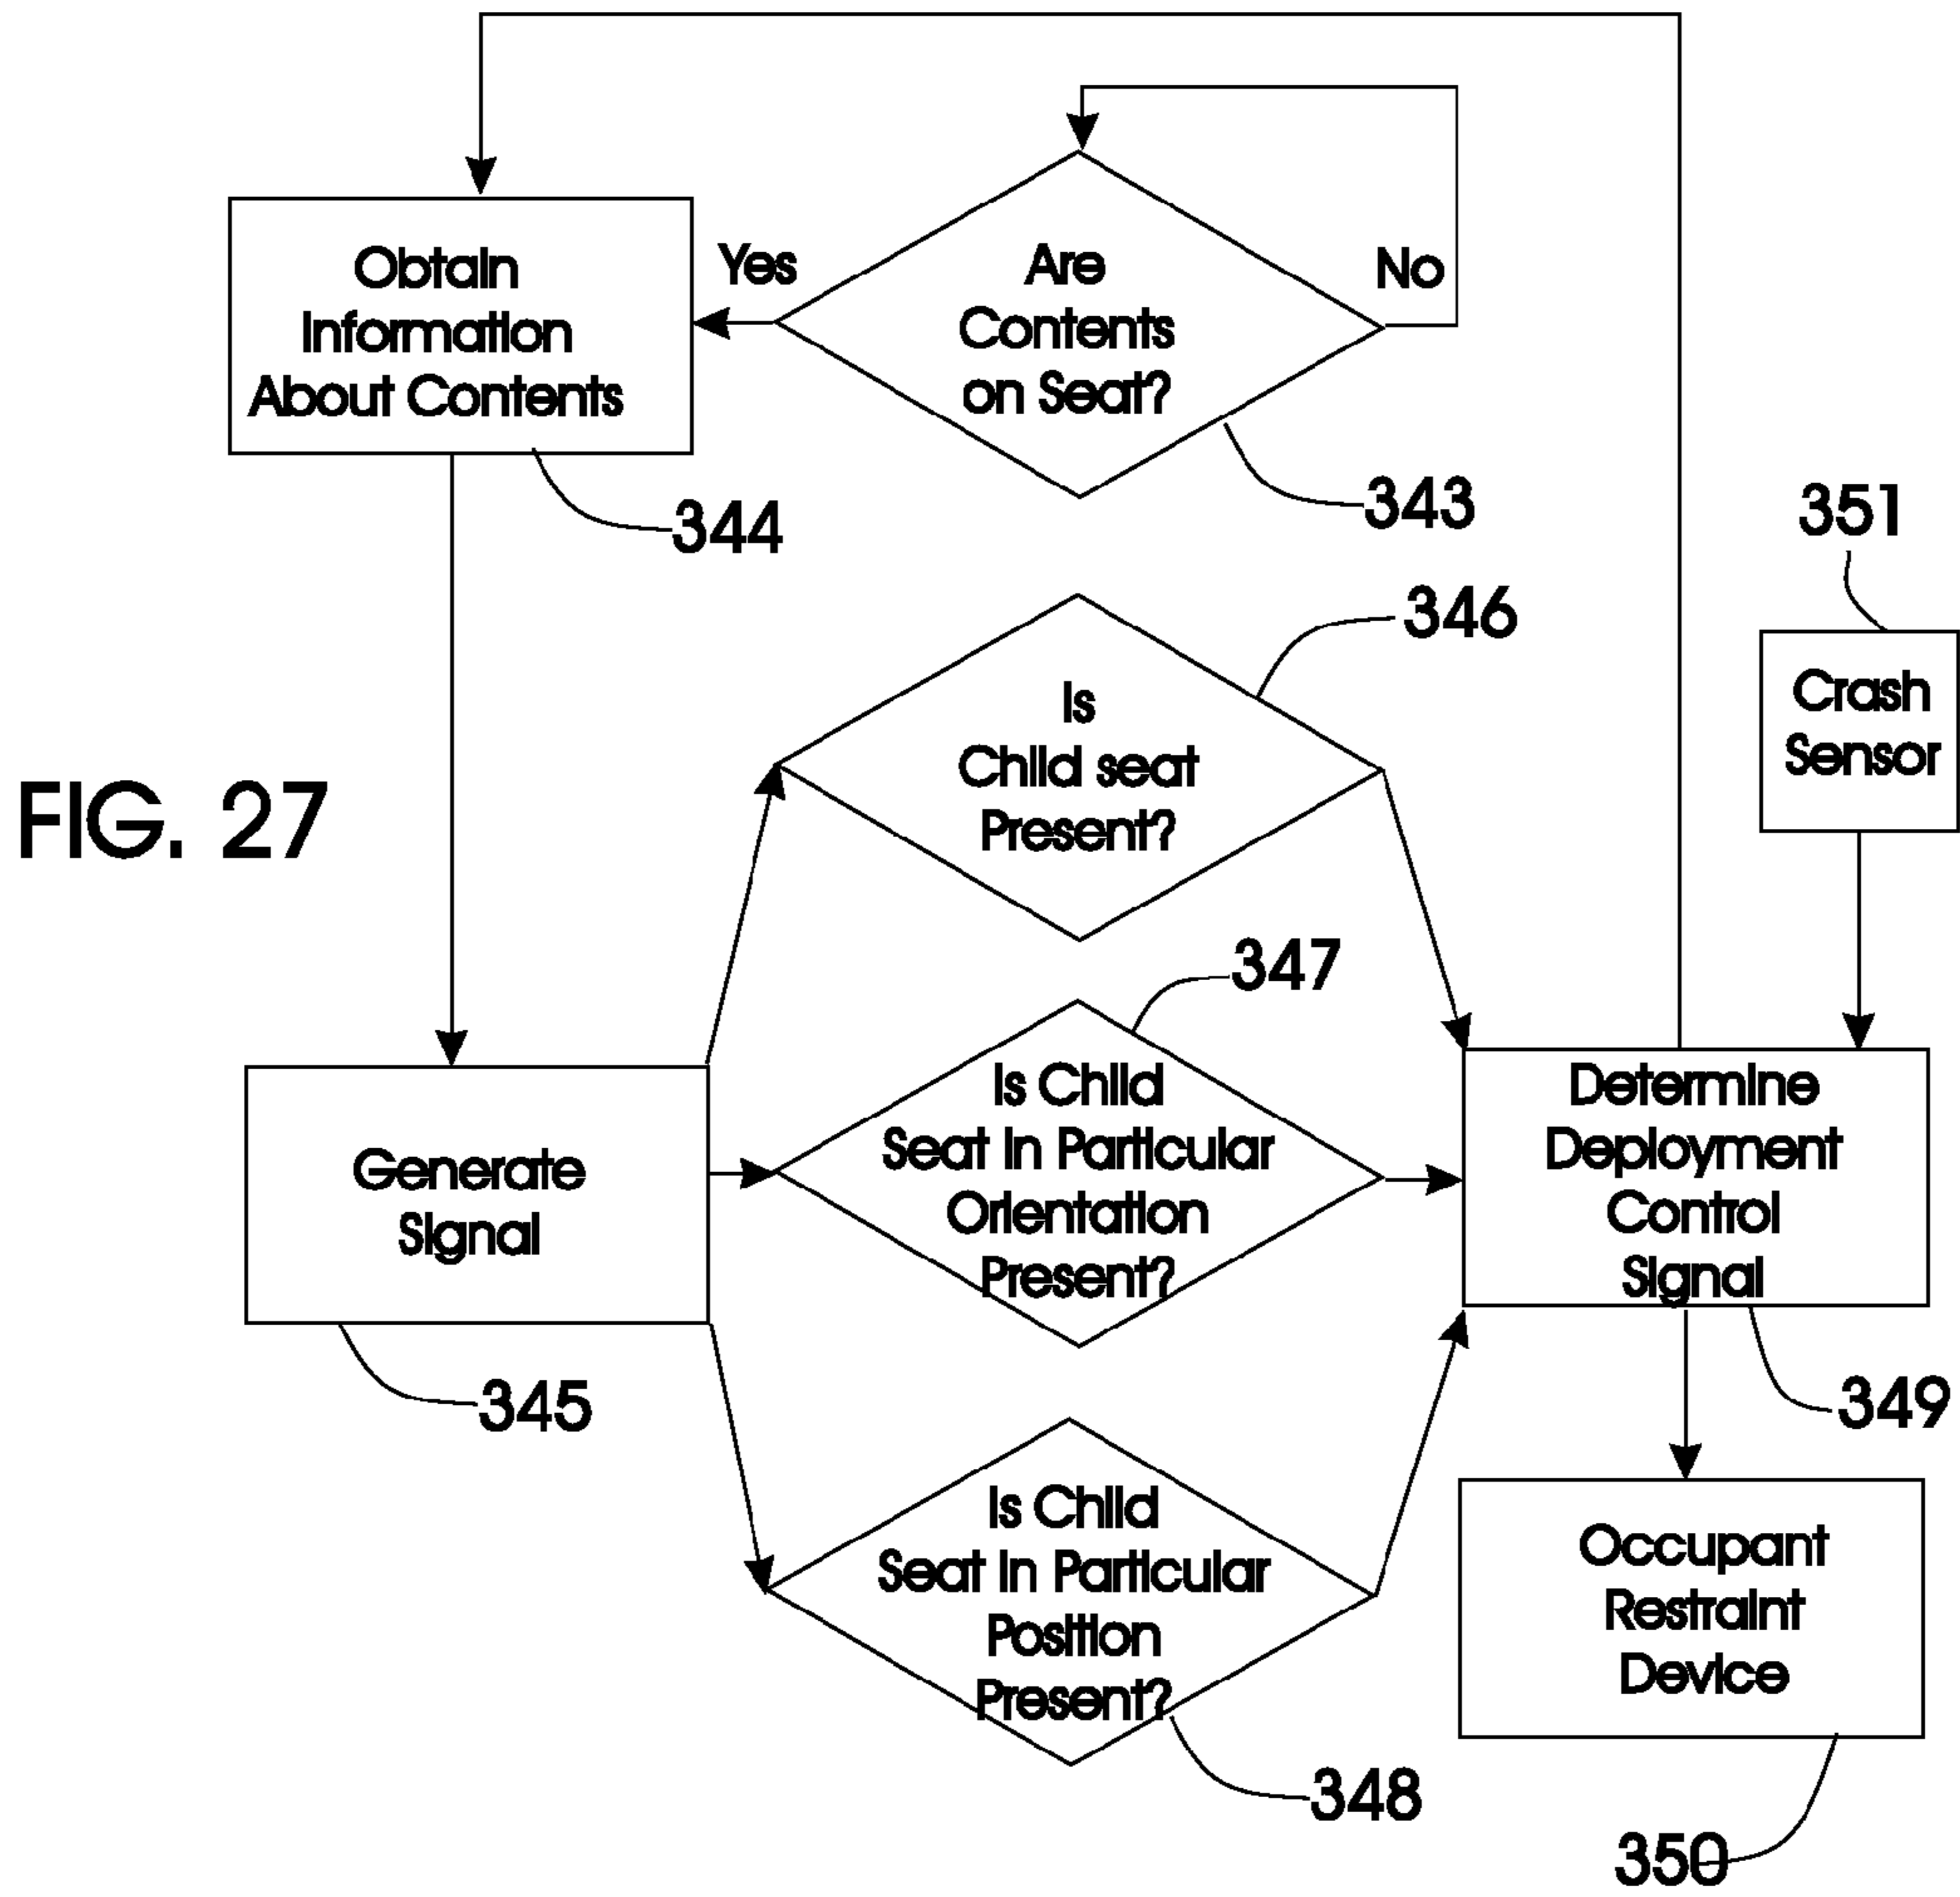 Obtain
Information
About Contents
Yes
Are
Contents
on Seat?
No
344
343
351
346
Is
Child seat
Present?
Crash
Sensor
FIG. 27
347
Generate
Signal
Is Child
Seat In Particular
Orientation
Present?
Determine
Deployment
Control
Signal
345
349
Is Child
Seat In Particular
Position
Present?
Occupant
Restraint
Device
348
350